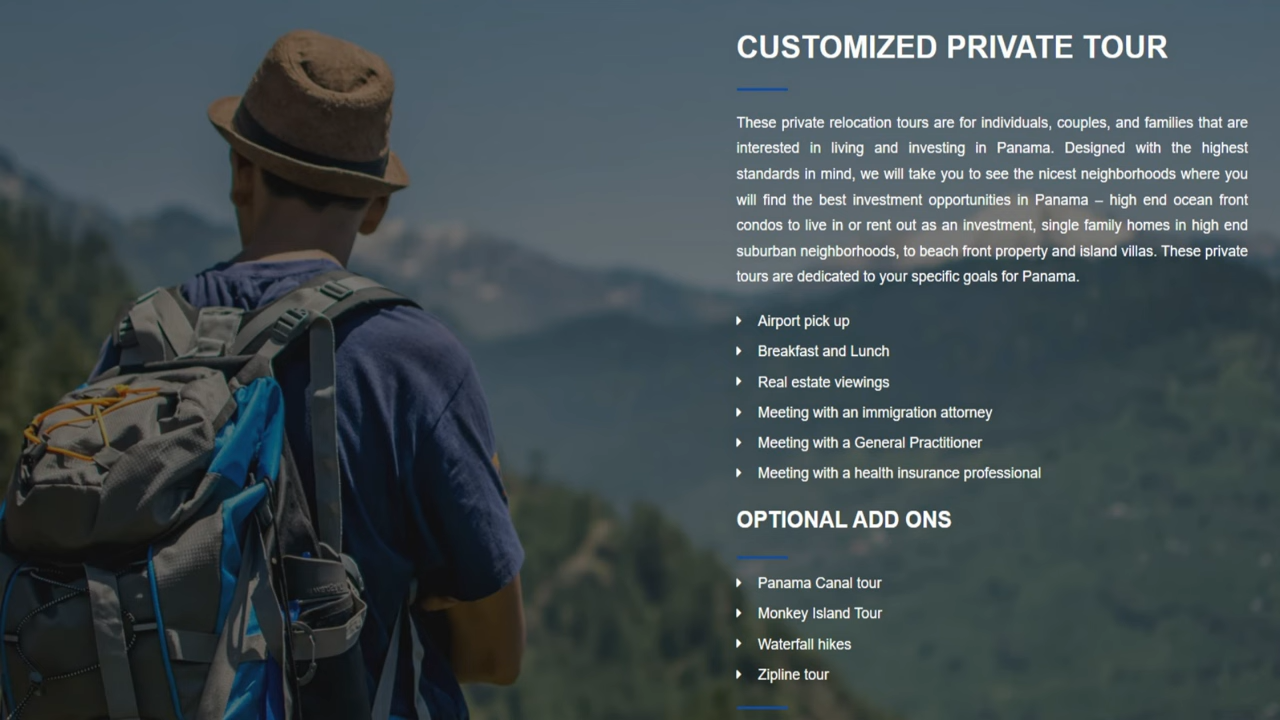 CUSTOMIZED PRIVATE TOUR
These private relocation tours are for individuals, couples, and families that are
interested in living and investing in Panama. Designed with the highest
standards in mind, we will take you to see the nicest neighborhoods where you
will find the best investment opportunities in Panama – high end ocean front
condos to live in or rent out as an investment, single family homes in high end
suburban neighborhoods, to beach front property and island villas. These private
tours are dedicated to your specific goals for Panama.
Airport pick up
Breakfast and Lunch
Real estate viewings
Meeting with an immigration attorney
Meeting with a General Practitioner
Meeting with a health insurance professional
OPTIONAL ADD ONS
Panama Canal tour
Monkey Island Tour
Waterfall hikes
Zipline tour